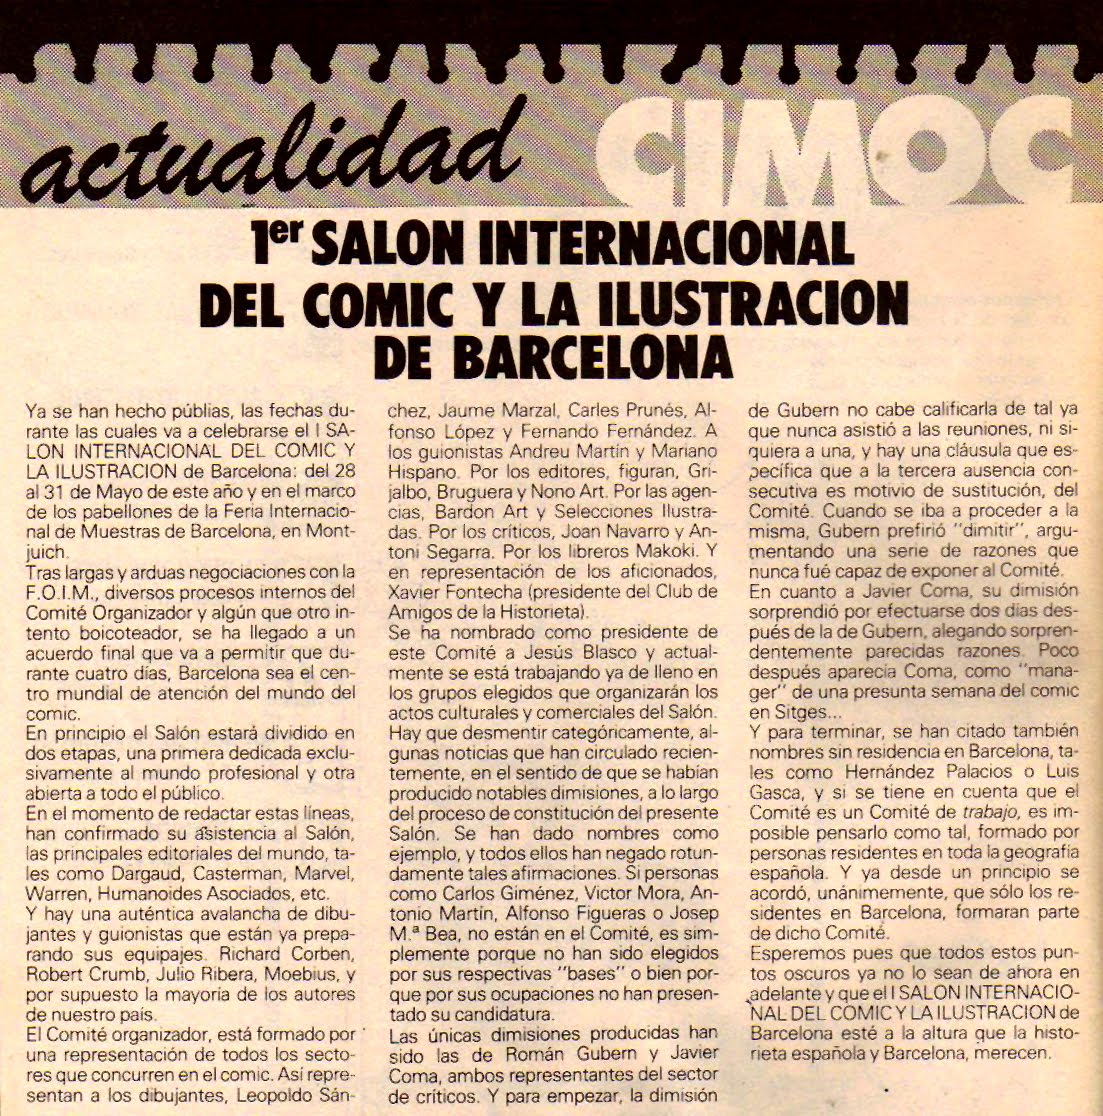 actualidad CIMOC
1er SALON INTERNACIONAL
DEL COMIC Y LA ILUSTRACION
DE BARCELONA
Ya se han hecho públias, las fechas du-
rante las cuales va a celebrarse el I SA-
LON INTERNACIONAL DEL COMIC Y
LA ILUSTRACION de Barcelona: del 28
al 31 de Mayo de este año y en el marco
de los pabellones de la Feria Internacio-
nal de Muestras de Barcelona, en Mont-
juich.
Tras largas y arduas negociaciones con la
F.O.I.M., diversos procesos internos del
Comité Organizador y algún que otro in-
tento boicoteador, se ha llegado a un
acuerdo final que va a permitir que du-
rante cuatro días, Barcelona sea el cen-
tro mundial de atención del mundo del
comic.
En principio el Salón estará dividido en
dos etapas, una primera dedicada exclu-
sivamente al mundo profesional y otra
abierta a todo el público.
En el momento de redactar estas líneas,
han confirmado su asistencia al Salón,
las principales editoriales del mundo, ta-
les como Dargaud, Casterman, Marvel,
Warren, Humanoides Asociados, etc.
Y hay una auténtica avalancha de dibu-
jantes y guionistas que están ya prepa-
rando sus equipajes. Richard Corben,
Robert Crumb, Julio Ribera, Moebius, y
por supuesto la mayoría de los autores
de nuestro país.
El Comité organizador, está formado por
una representación de todos los secto-
res que concurren en el comic. Así repre-
sentan a los dibujantes, Leopoldo Sán-
chez, Jaume Marzal, Carles Prunés, Al-
fonso López y Fernando Fernández. A
los guionistas Andreu Martín y Mariano
Hispano. Por los editores, figuran, Gri-
jalbo, Bruguera y Nono Art. Por las agen-
cias, Bardon Art y Selecciones Ilustra-
das. Por los críticos, Joan Navarro y An-
toni Segarra. Por los libreros Makoki. Y
en representación de los aficionados,
Xavier Fontecha (presidente del Club de
Amigos de la Historieta).
Se ha nombrado como presidente de
este Comité a Jesús Blasco y actual-
mente se está trabajando ya de lleno en
los grupos elegidos que organizarán los
actos culturales y comerciales del Salón.
Hay que desmentir categóricamente, al-
gunas noticias que han circulado recien-
temente, en el sentido de que se habían
producido notables dimisiones, a lo largo
del proceso de constitución del presente
Salón. Se han dado nombres como
ejemplo, y todos ellos han negado rotun-
damente tales afirmaciones. Si personas
como Carlos Giménez, Victor Mora, An-
tonio Martín, Alfonso Figueras o Josep
M.ª Bea, no están en el Comité, es sim-
plemente porque no han sido elegidos
por sus respectivas "bases" o bien por-
que por sus ocupaciones no han presen-
tado su candidatura.
Las únicas dimisiones producidas han
sido las de Román Gubern y Javier
Coma, ambos representantes del sector
de críticos. Y para empezar, la dimisión
de Gubern no cabe calificarla de tal ya
que nunca asistió a las reuniones, ni si-
quiera a una, y hay una cláusula que es-
pecífica que a la tercera ausencia con-
secutiva es motivio de sustitución, del
Comité. Cuando se iba a proceder a la
misma, Gubern prefirió "dimitir", argu-
mentando una serie de razones que
nunca fué capaz de exponer al Comité.
En cuanto a Javier Coma, su dimisión
sorprendió por efectuarse dos días des-
pués de la de Gubern, alegando sorpren-
dentemente parecidas razones. Poco
después aparecía Coma, como "mana-
ger" de una presunta semana del comic
en Sitges...
Y para terminar, se han citado también
nombres sin residencia en Barcelona, ta-
les como Hernández Palacios o Luis
Gasca, y si se tiene en cuenta que el
Comité es un Comité de trabajo, es im-
posible pensarlo como tal, formado por
personas residentes en toda la geografía
española. Y ya desde un principio se
acordó, unánimemente, que sólo los re-
sidentes en Barcelona, formaran parte
de dicho Comité.
Esperemos pues que todos estos pun-
tos oscuros ya no lo sean de ahora en
adelante y que el I SALON INTERNACIO-
NAL DEL COMIC Y LA ILUSTRACION de
Barcelona esté a la altura que la histo-
rieta española y Barcelona, merecen.